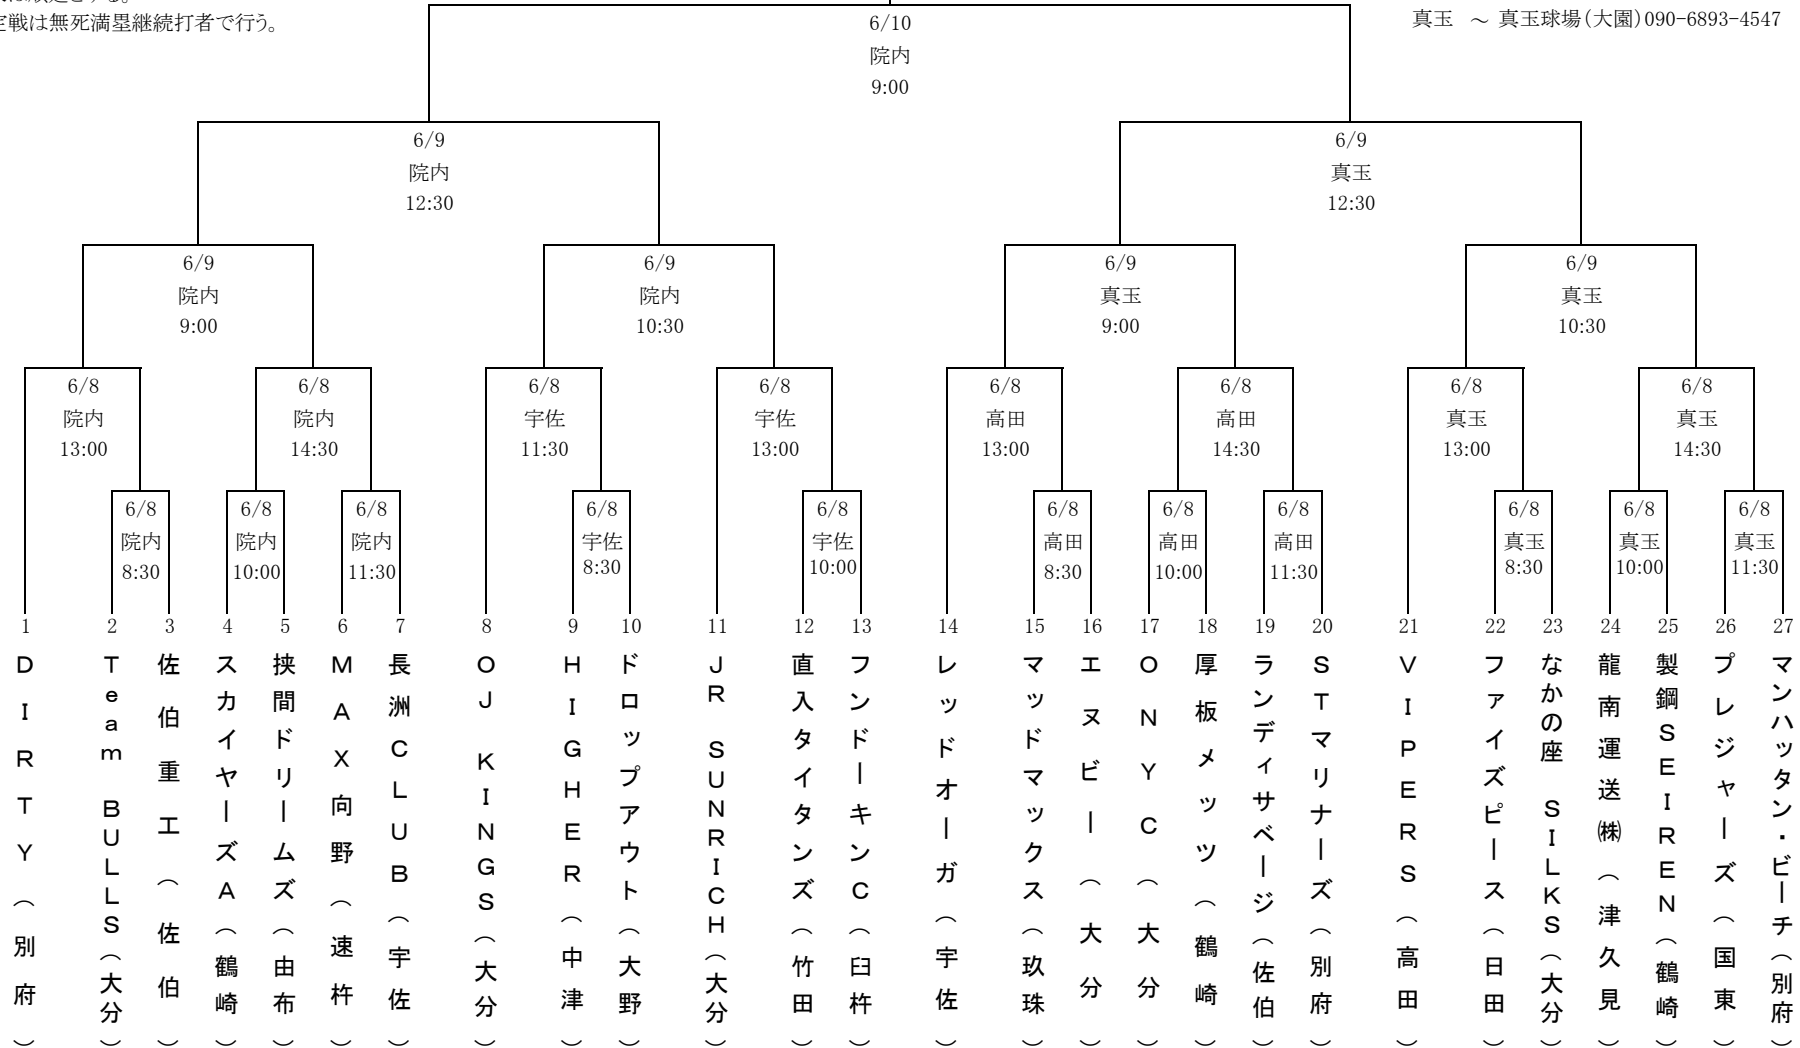 戦は無死満塁継続打者で行う。
真玉 ～ 真玉球場(大園)090-6893-4547
6/10
院内
9:00
6/9
院内
12:30
6/9
真玉
12:30
6/9
院内
9:00
6/9
院内
10:30
6/9
真玉
9:00
6/9
真玉
10:30
6/8
院内
13:00
6/8
院内
14:30
6/8
宇佐
11:30
6/8
宇佐
13:00
6/8
高田
13:00
6/8
高田
14:30
6/8
真玉
13:00
6/8
真玉
14:30
6/8
院内
8:30
6/8
院内
10:00
6/8
院内
11:30
6/8
宇佐
8:30
6/8
宇佐
10:00
6/8
高田
8:30
6/8
高田
10:00
6/8
高田
11:30
6/8
真玉
8:30
6/8
真玉
10:00
6/8
真玉
11:30
1 DIRTY(別府)
2 Team BULLS(大分)
3 佐伯重工(佐伯)
4 スカイヤーズA(鶴崎)
5 挾間ドリームズ(由布)
6 MAX向野(速杵)
7 長洲CLUB(宇佐)
8 OJ KINGS(大分)
9 HIGHER(中津)
10 ドロップアウト(大野)
11 JR SUNRICH(大分)
12 直入タイタンズ(竹田)
13 フンドーキンC(臼杵)
14 レッドオーガ(宇佐)
15 マッドマックス(玖珠)
16 エヌビー(大分)
17 ONYC(大分)
18 厚板メッツ(鶴崎)
19 ランディサベージ(佐伯)
20 STマリナーズ(別府)
21 VIPERS(高田)
22 ファイズピース(日田)
23 なかの座 SILKS(大分)
24 龍南運送㈱(津久見)
25 製鋼SEIREN(鶴崎)
26 プレジャーズ(国東)
27 マンハッタン・ビーチ(別府)